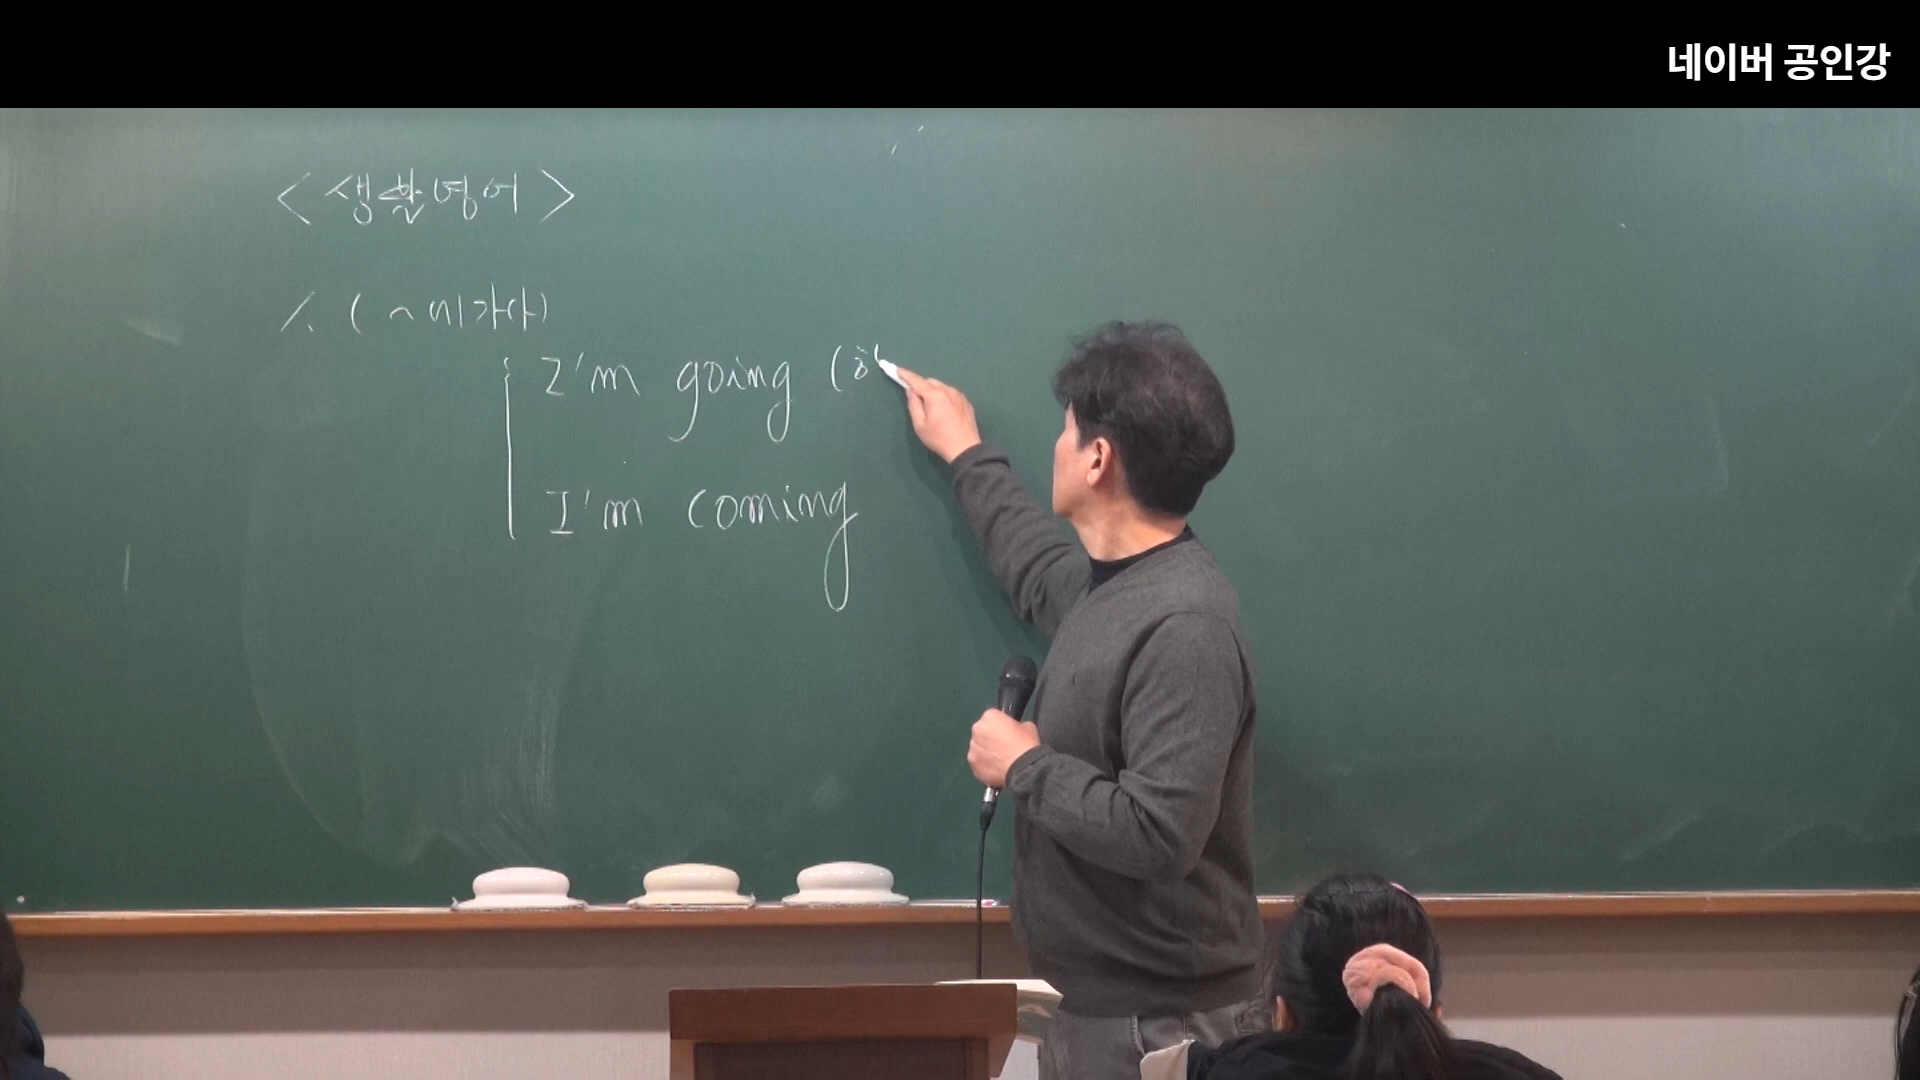 네이버 공인강
<생활영어>
1. (~에 가다)
I'm going (
I'm coming